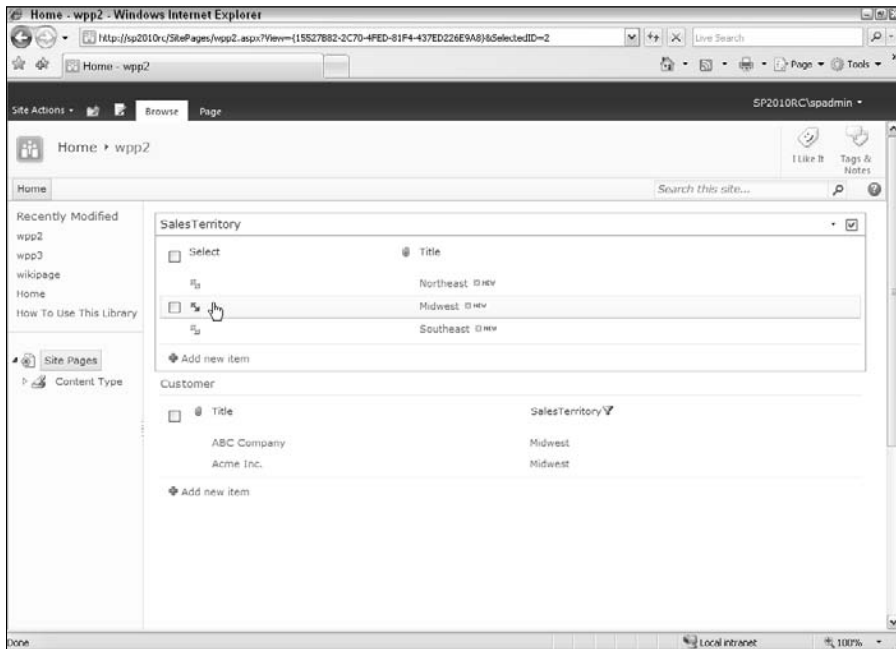 Home - wpp2 - Windows Internet Explorer
http://sp2010rc/SitePages/wpp2.aspx?View={15527B82-2C70-4FED-81F4-437ED226E9A8}&SelectedID=2
Live Search
Home - wpp2
Page
Tools
Site Actions
Browse
Page
SP2010RC\spadmin
Home
wpp2
I Like It
Tags &
Notes
Home
Search this site...
Recently Modified
wpp2
wpp3
wikipage
Home
How To Use This Library
Site Pages
Content Type
SalesTerritory
Select
Title
Northeast NEW
Midwest NEW
Southeast NEW
Add new item
Customer
Title
SalesTerritory
ABC Company
Midwest
Acme Inc.
Midwest
Add new item
Done
Local intranet
100%